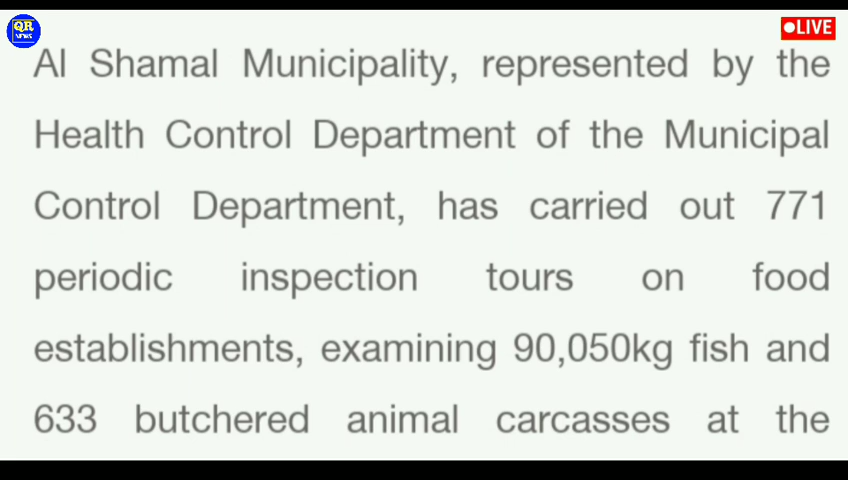 QR
NEWS
LIVE
Al Shamal Municipality, represented by the
Health Control Department of the Municipal
Control Department, has carried out 771
periodic inspection tours on food
establishments, examining 90,050kg fish and
633 butchered animal carcasses at the